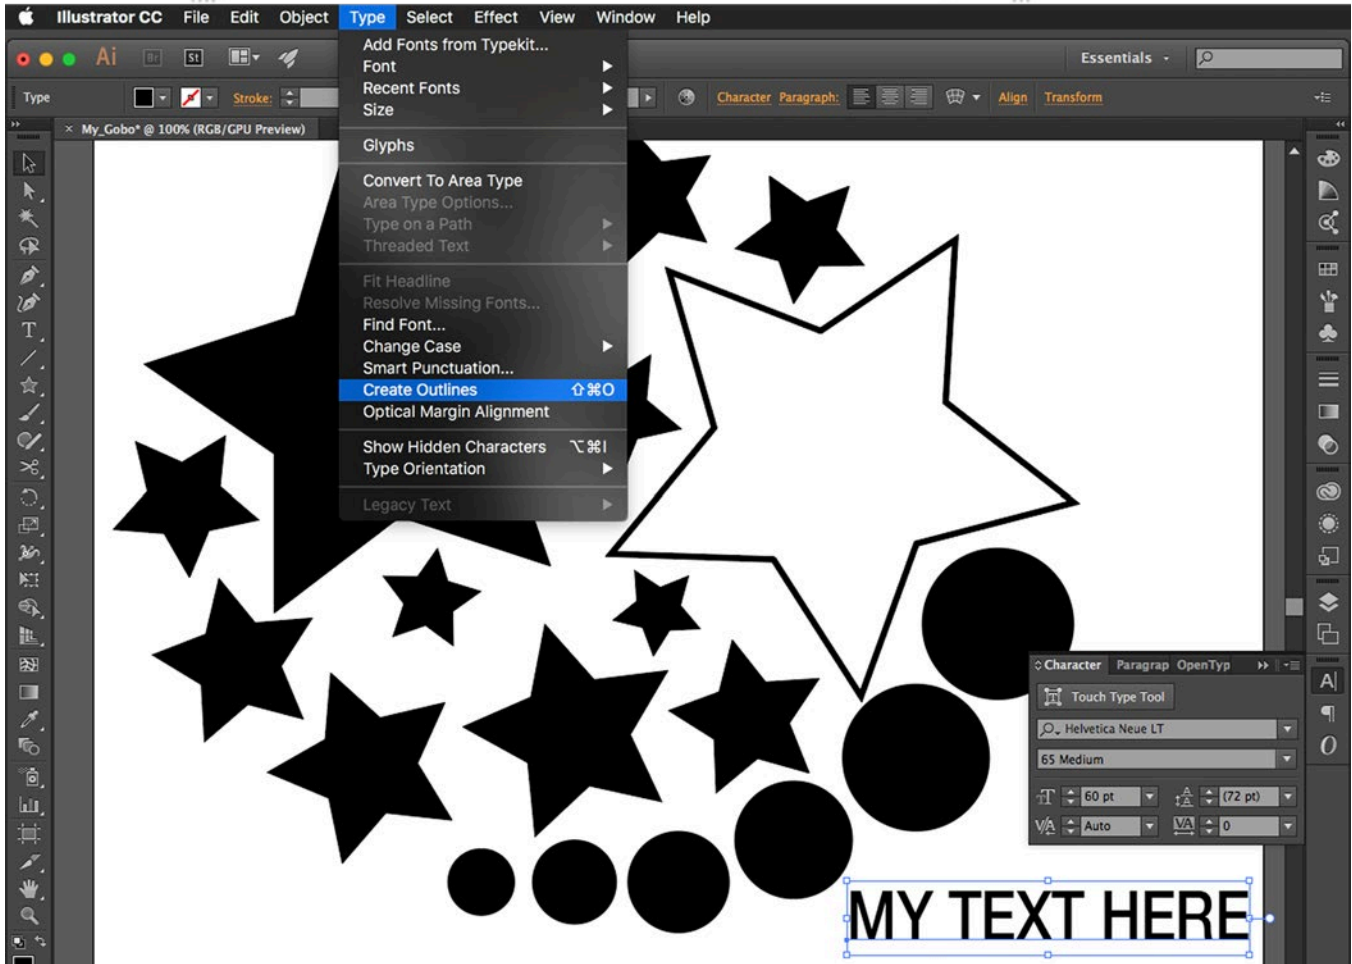 Illustrator CC File Edit Object Type Select Effect View Window Help
Ai Br St Essentials
Type Stroke: Character Paragraph: Align Transform
× My_Gobo* @ 100% (RGB/GPU Preview)
Add Fonts from Typekit...
Font
Recent Fonts
Size
Glyphs
Convert To Area Type
Area Type Options...
Type on a Path
Threaded Text
Fit Headline
Resolve Missing Fonts...
Find Font...
Change Case
Smart Punctuation...
Create Outlines ⇧⌘O
Optical Margin Alignment
Show Hidden Characters ⌥⌘I
Type Orientation
Legacy Text
Character Paragrap OpenTyp
Touch Type Tool
Helvetica Neue LT
65 Medium
60 pt (72 pt)
Auto 0
MY TEXT HERE